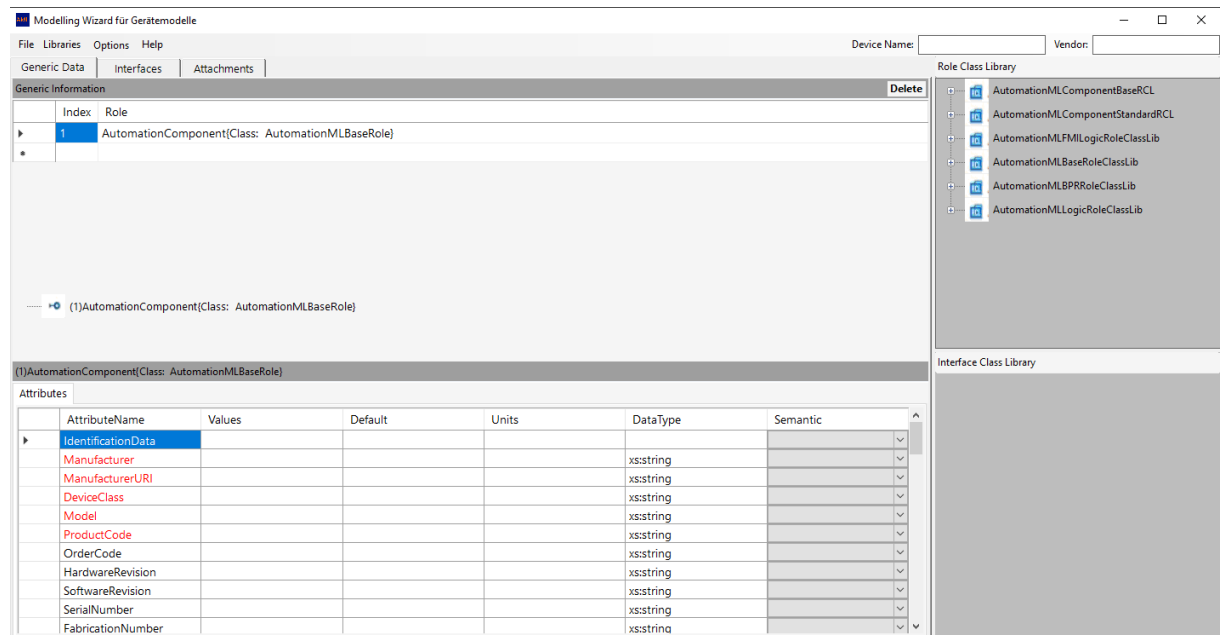 AML Modelling Wizard für Gerätemodelle
File Libraries Options Help Device Name: Vendor:
Generic Data Interfaces Attachments
Generic Information Delete
Index Role
1 AutomationComponent{Class: AutomationMLBaseRole}
(1)AutomationComponent{Class: AutomationMLBaseRole}
(1)AutomationComponent{Class: AutomationMLBaseRole}
Attributes
AttributeName Values Default Units DataType Semantic
IdentificationData
Manufacturer xs:string
ManufacturerURI xs:string
DeviceClass xs:string
Model xs:string
ProductCode xs:string
OrderCode xs:string
HardwareRevision xs:string
SoftwareRevision xs:string
SerialNumber xs:string
FabricationNumber xs:string
Role Class Library
AutomationMLComponentBaseRCL
AutomationMLComponentStandardRCL
AutomationMLFMILogicRoleClassLib
AutomationMLBaseRoleClassLib
AutomationMLBPRRoleClassLib
AutomationMLLogicRoleClassLib
Interface Class Library